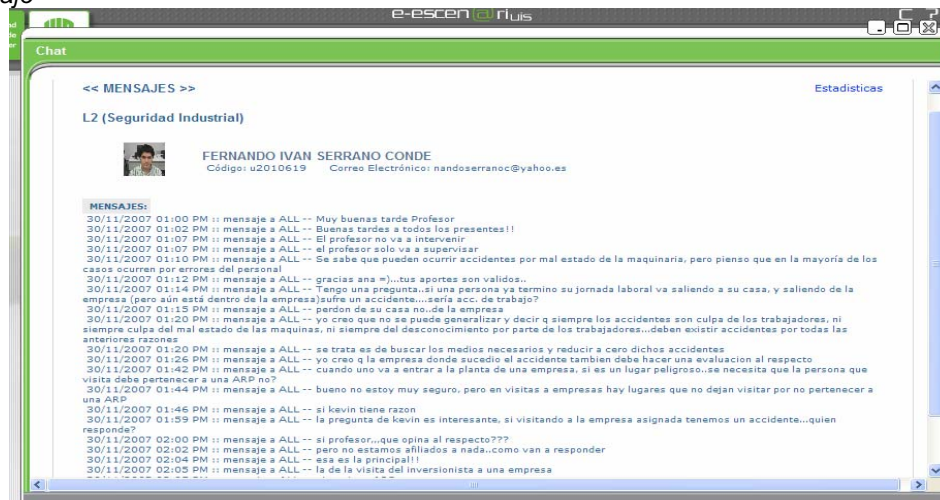 e-escen@riuis
Chat
<< MENSAJES >>
Estadisticas
L2 (Seguridad Industrial)
FERNANDO IVAN SERRANO CONDE
Código: u2010619 Correo Electrónico: nandoserranoc@yahoo.es
MENSAJES:
30/11/2007 01:00 PM :: mensaje a ALL -- Muy buenas tarde Profesor
30/11/2007 01:02 PM :: mensaje a ALL -- Buenas tardes a todos los presentes!!
30/11/2007 01:07 PM :: mensaje a ALL -- El profesor no va a intervenir
30/11/2007 01:07 PM :: mensaje a ALL -- el profesor solo va a supervisar
30/11/2007 01:10 PM :: mensaje a ALL -- Se sabe que pueden ocurrir accidentes por mal estado de la maquinaria, pero pienso que en la mayoría de los
casos ocurren por errores del personal
30/11/2007 01:12 PM :: mensaje a ALL -- gracias ana =)...tus aportes son validos..
30/11/2007 01:14 PM :: mensaje a ALL -- Tengo una pregunta..si una persona ya termino su jornada laboral va saliendo a su casa, y saliendo de la
empresa (pero aún está dentro de la empresa)sufre un accidente....sería acc. de trabajo?
30/11/2007 01:15 PM :: mensaje a ALL -- perdon de su casa no..de la empresa
30/11/2007 01:20 PM :: mensaje a ALL -- yo creo que no se puede generalizar y decir q siempre los accidentes son culpa de los trabajadores, ni
siempre culpa del mal estado de las maquinas, ni siempre del desconocimiento por parte de los trabajadores...deben existir accidentes por todas las
anteriores razones
30/11/2007 01:20 PM :: mensaje a ALL -- se trata es de buscar los medios necesarios y reducir a cero dichos accidentes
30/11/2007 01:26 PM :: mensaje a ALL -- yo creo q la empresa donde sucedio el accidente tambien debe hacer una evaluacion al respecto
30/11/2007 01:42 PM :: mensaje a ALL -- cuando uno va a entrar a la planta de una empresa, si es un lugar peligroso..se necesita que la persona que
visita debe pertenecer a una ARP no?
30/11/2007 01:44 PM :: mensaje a ALL -- bueno no estoy muy seguro, pero en visitas a empresas hay lugares que no dejan visitar por no pertenecer a
una ARP
30/11/2007 01:46 PM :: mensaje a ALL -- si kevin tiene razon
30/11/2007 01:59 PM :: mensaje a ALL -- la pregunta de kevin es interesante, si visitando a la empresa asignada tenemos un accidente...quien
responde?
30/11/2007 02:00 PM :: mensaje a ALL -- si profesor...que opina al respecto???
30/11/2007 02:02 PM :: mensaje a ALL -- pero no estamos afiliados a nada..como van a responder
30/11/2007 02:04 PM :: mensaje a ALL -- esa es la principal!!
30/11/2007 02:05 PM :: mensaje a ALL -- la de la visita del inversionista a una empresa